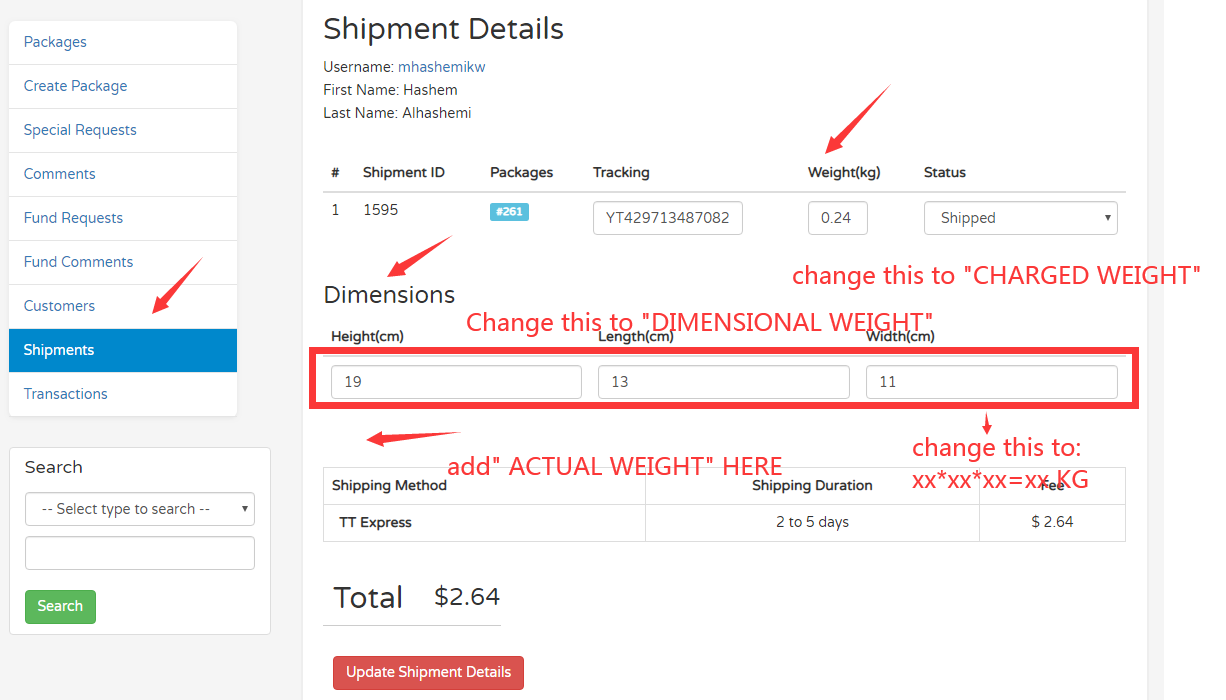 Packages
Create Package
Special Requests
Comments
Fund Requests
Fund Comments
Customers
Shipments
Transactions
Search
-- Select type to search --
Search
Shipment Details
Username: mhashemikw
First Name: Hashem
Last Name: Alhashemi
# Shipment ID Packages Tracking Weight(kg) Status
1 1595 #261 YT429713487082 0.24 Shipped
change this to "CHARGED WEIGHT"
Dimensions
Change this to "DIMENSIONAL WEIGHT"
Height(cm) Length(cm) Width(cm)
19 13 11
change this to:
xx*xx*xx=xx KG
add" ACTUAL WEIGHT" HERE
Shipping Method Shipping Duration Fee
TT Express 2 to 5 days $ 2.64
Total $2.64
Update Shipment Details